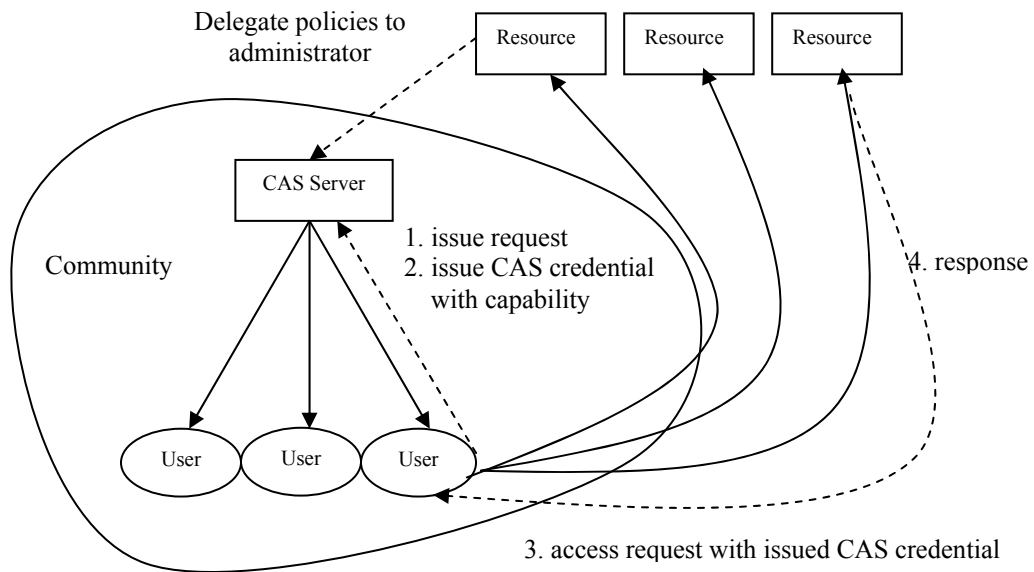 Delegate policies to
administrator
Resource
Resource
Resource
CAS Server
1. issue request
2. issue CAS credential
with capability
Community
4. response
User
User
User
3. access request with issued CAS credential